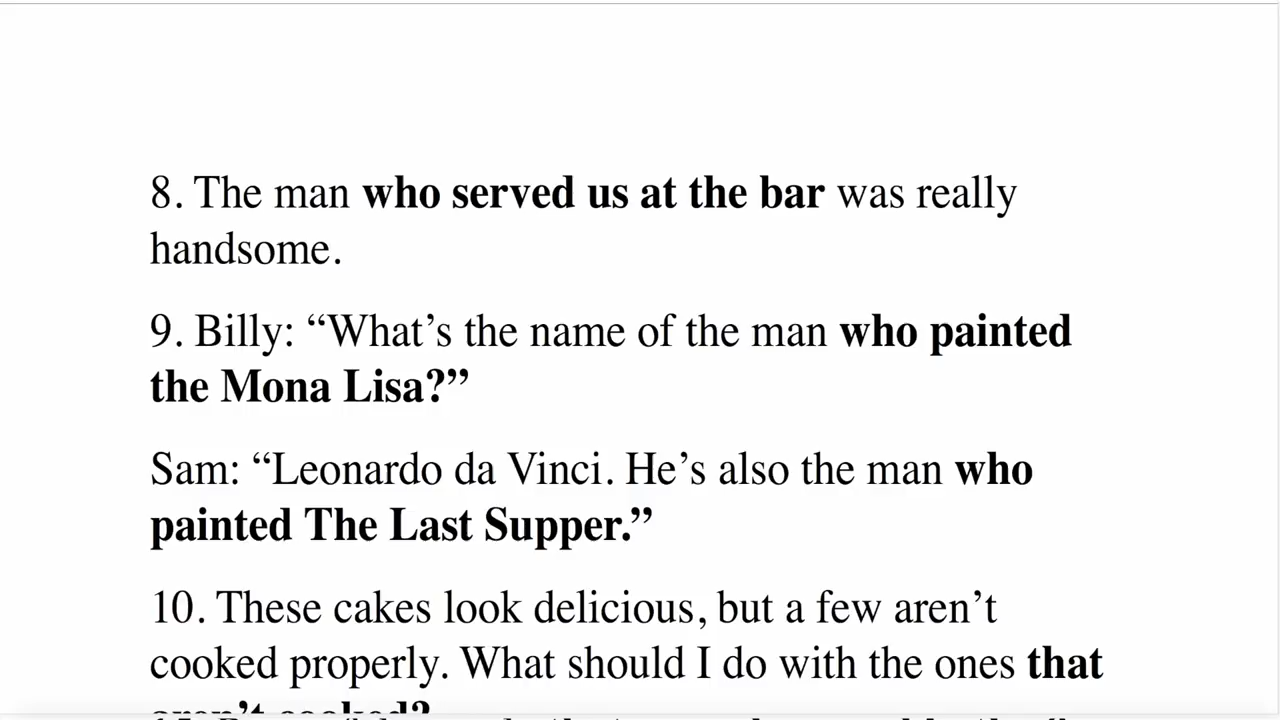 8. The man who served us at the bar was really
handsome.
9. Billy: “What’s the name of the man who painted
the Mona Lisa?”
Sam: “Leonardo da Vinci. He’s also the man who
painted The Last Supper.”
10. These cakes look delicious, but a few aren’t
cooked properly. What should I do with the ones that
aren’t cooked?